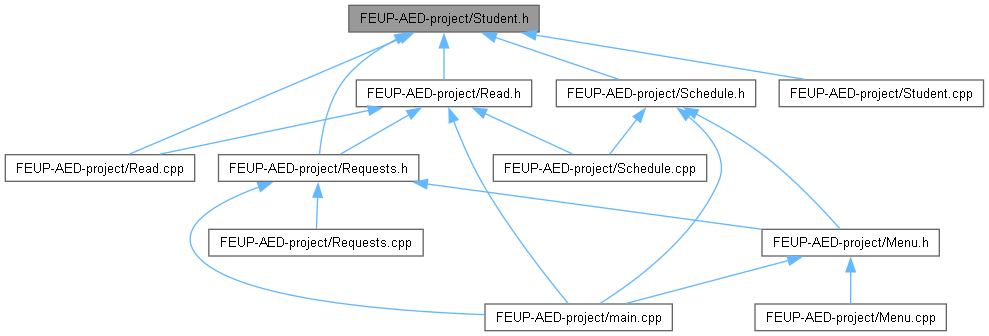 FEUP-AED-project/Student.h
FEUP-AED-project/Read.h
FEUP-AED-project/Schedule.h
FEUP-AED-project/Student.cpp
FEUP-AED-project/Read.cpp
FEUP-AED-project/Requests.h
FEUP-AED-project/Schedule.cpp
FEUP-AED-project/Requests.cpp
FEUP-AED-project/Menu.h
FEUP-AED-project/main.cpp
FEUP-AED-project/Menu.cpp